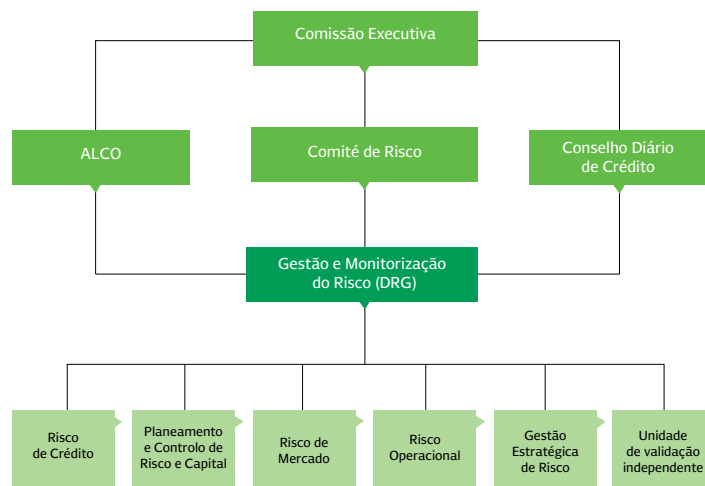 Comissão Executiva
ALCO
Comité de Risco
Conselho Diário
de Crédito
Gestão e Monitorização
do Risco (DRG)
Risco
de Crédito
Planeamento
e Controlo de
Risco e Capital
Risco de
Mercado
Risco
Operacional
Gestão
Estratégica
de Risco
Unidade
de validação
independente